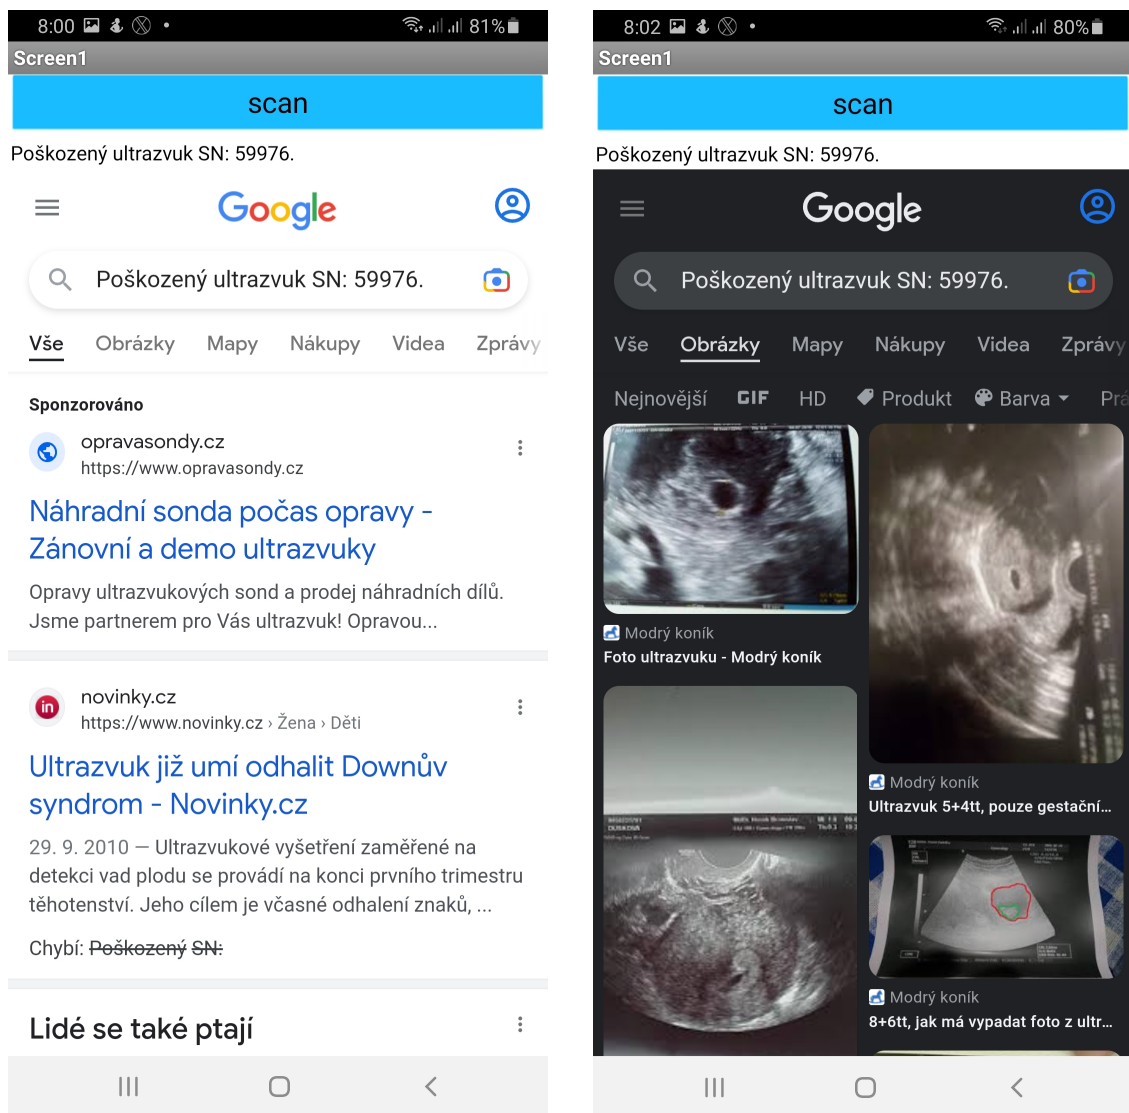 8:00
81%
Screen1
scan
Poškozený ultrazvuk SN: 59976.
Google
Poškozený ultrazvuk SN: 59976.
Vše Obrázky Mapy Nákupy Videa Zprávy
Sponzorováno
opravasondy.cz
https://www.opravasondy.cz
Náhradní sonda počas opravy -
Zánovní a demo ultrazvuky
Opravy ultrazvukových sond a prodej náhradních dílů.
Jsme partnerem pro Vás ultrazvuk! Opravou...
in
novinky.cz
https://www.novinky.cz › Žena › Děti
Ultrazvuk již umí odhalit Downův
syndrom - Novinky.cz
29. 9. 2010 — Ultrazvukové vyšetření zaměřené na
detekci vad plodu se provádí na konci prvního trimestru
těhotenství. Jeho cílem je včasné odhalení znaků, ...
Chybí: Poškozený SN:
Lidé se také ptají
8:02
80%
Screen1
scan
Poškozený ultrazvuk SN: 59976.
Google
Poškozený ultrazvuk SN: 59976.
Vše Obrázky Mapy Nákupy Videa Zprávy
Nejnovější GIF HD Produkt Barva Prá
Modrý koník
Foto ultrazvuku - Modrý koník
Modrý koník
Ultrazvuk 5+4tt, pouze gestační...
Modrý koník
8+6tt, jak má vypadat foto z ultr...